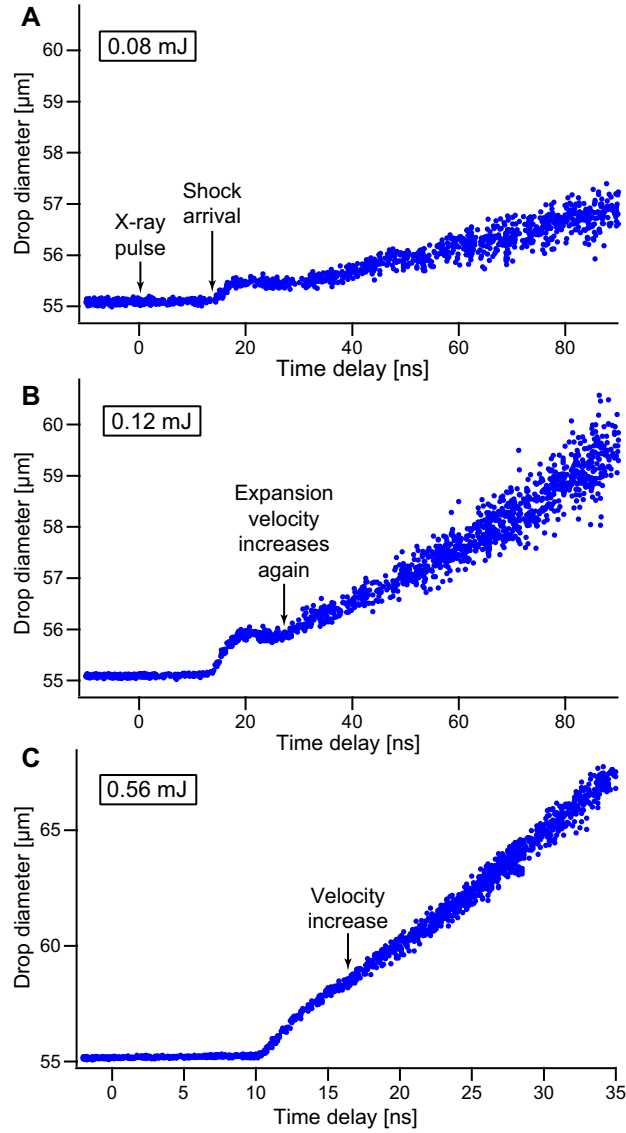 A
0.08 mJ
60
59
58
57
56
55
Drop diameter [µm]
X-ray
pulse
Shock
arrival
0
20
40
60
80
Time delay [ns]
B
0.12 mJ
60
59
58
57
56
55
Drop diameter [µm]
Expansion
velocity
increases
again
0
20
40
60
80
Time delay [ns]
C
0.56 mJ
65
60
55
Drop diameter [µm]
Velocity
increase
0
5
10
15
20
25
30
35
Time delay [ns]